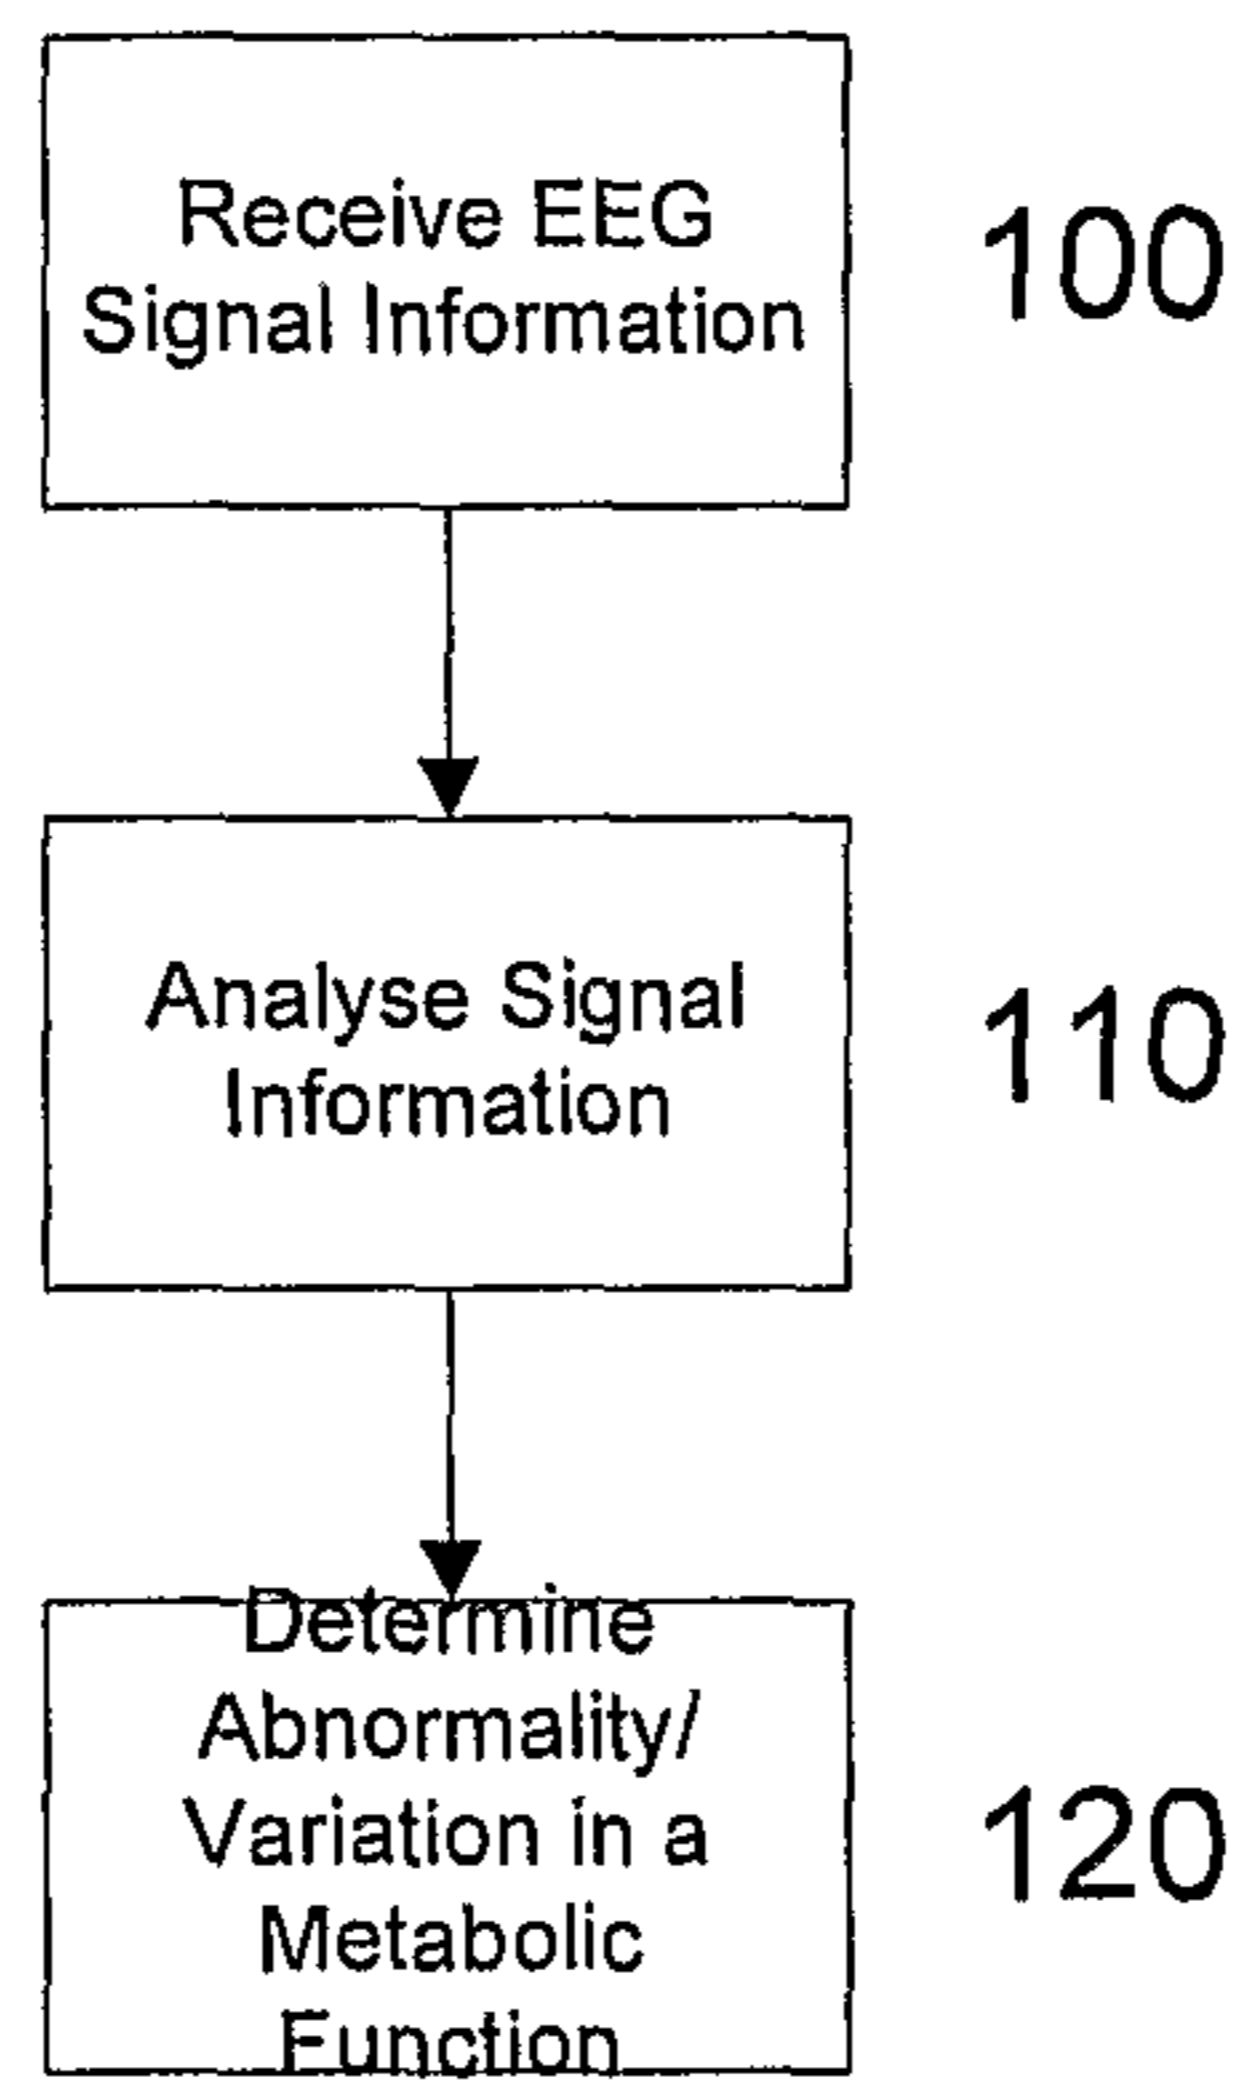 Receive EEG
Signal Information
100
Analyse Signal
Information
110
Determine
Abnormality/
Variation in a
Metabolic
Function
120